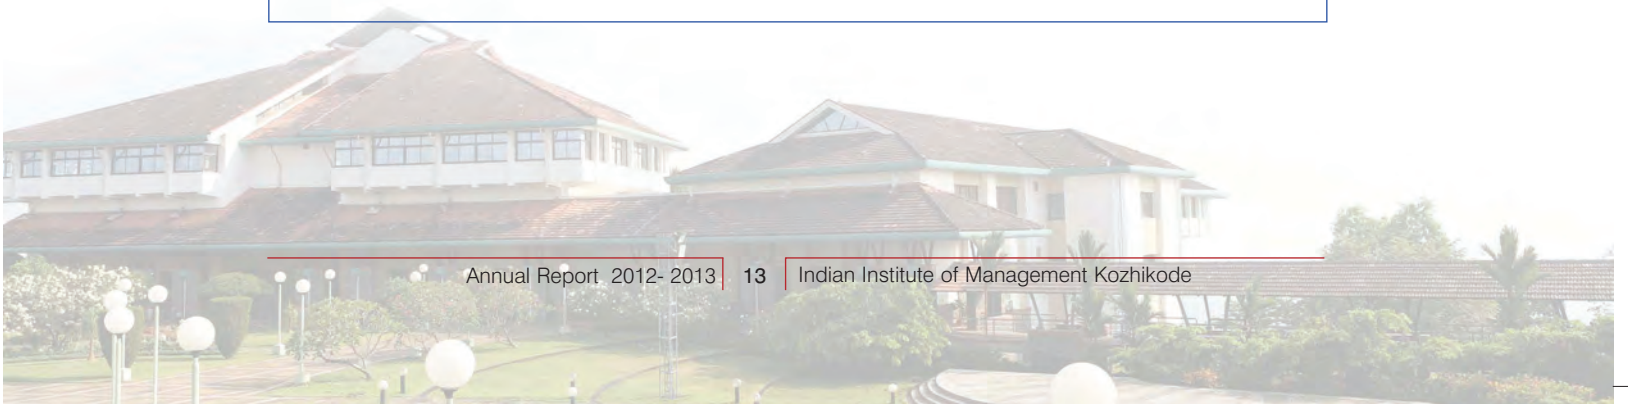 Annual Report 2012- 2013 13 Indian Institute of Management Kozhikode